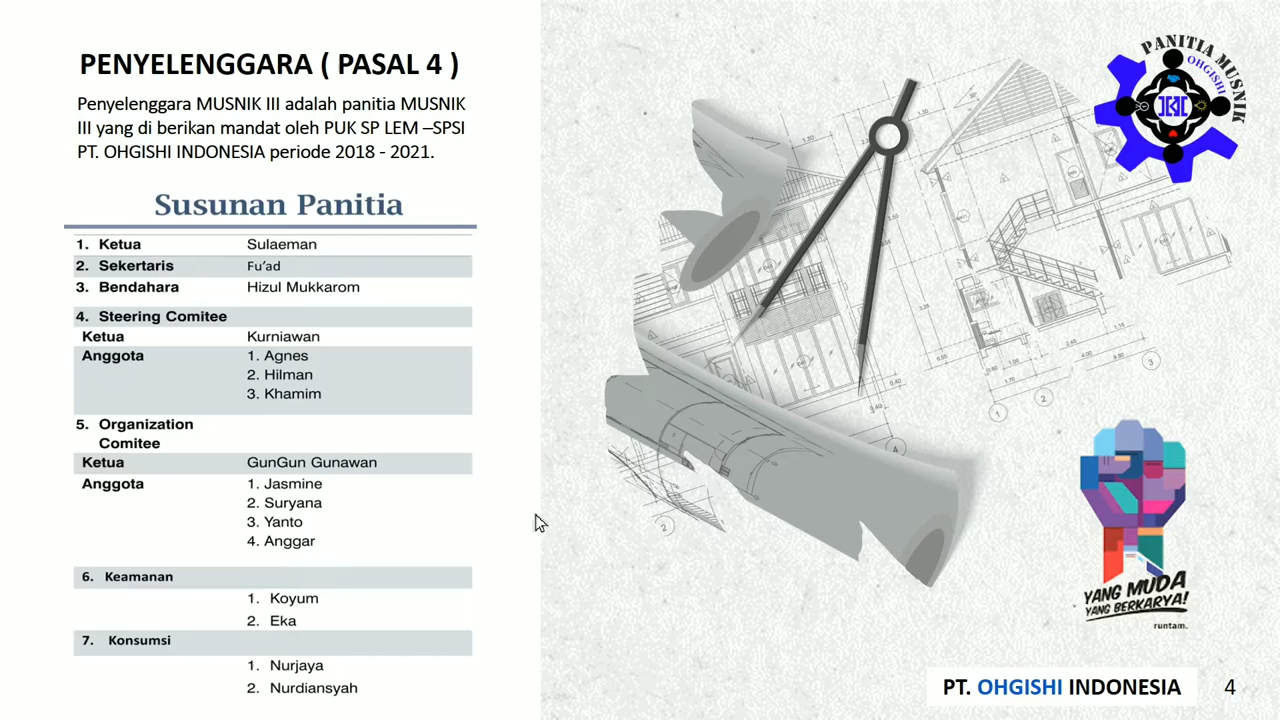 PENYELENGGARA ( PASAL 4 )
Penyelenggara MUSNIK III adalah panitia MUSNIK
III yang di berikan mandat oleh PUK SP LEM –SPSI
PT. OHGISHI INDONESIA periode 2018 - 2021.
Susunan Panitia
1. Ketua Sulaeman
2. Sekertaris Fu'ad
3. Bendahara Hizul Mukkarom
4. Steering Comitee
Ketua Kurniawan
Anggota 1. Agnes
2. Hilman
3. Khamim
5. Organization
Comitee
Ketua GunGun Gunawan
Anggota 1. Jasmine
2. Suryana
3. Yanto
4. Anggar
6. Keamanan
1. Koyum
2. Eka
7. Konsumsi
1. Nurjaya
2. Nurdiansyah
PANITIA MUSNIK
OHGISHI
YANG MUDA
YANG BERKARYA!
runtam.
PT. OHGISHI INDONESIA 4